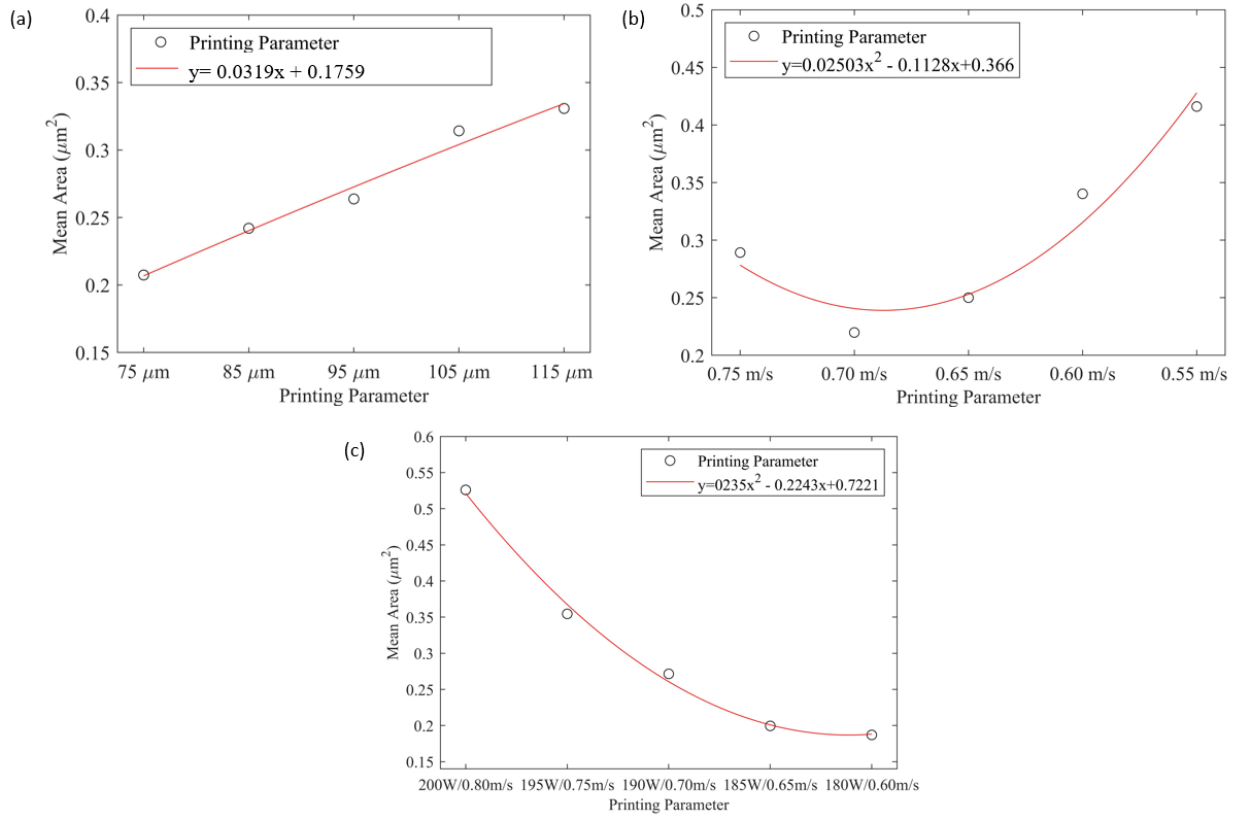 (a)
0.4
0.35
0.3
0.25
0.2
0.15
Mean Area (μm²)
Printing Parameter
y= 0.0319x + 0.1759
75 μm 85 μm 95 μm 105 μm 115 μm
Printing Parameter
(b)
0.5
0.45
0.4
0.35
0.3
0.25
0.2
Mean Area (μm²)
Printing Parameter
y=0.02503x² - 0.1128x+0.366
0.75 m/s 0.70 m/s 0.65 m/s 0.60 m/s 0.55 m/s
Printing Parameter
(c)
0.6
0.55
0.5
0.45
0.4
0.35
0.3
0.25
0.2
0.15
Mean Area (μm²)
Printing Parameter
y=0235x² - 0.2243x+0.7221
200W/0.80m/s 195W/0.75m/s 190W/0.70m/s 185W/0.65m/s 180W/0.60m/s
Printing Parameter